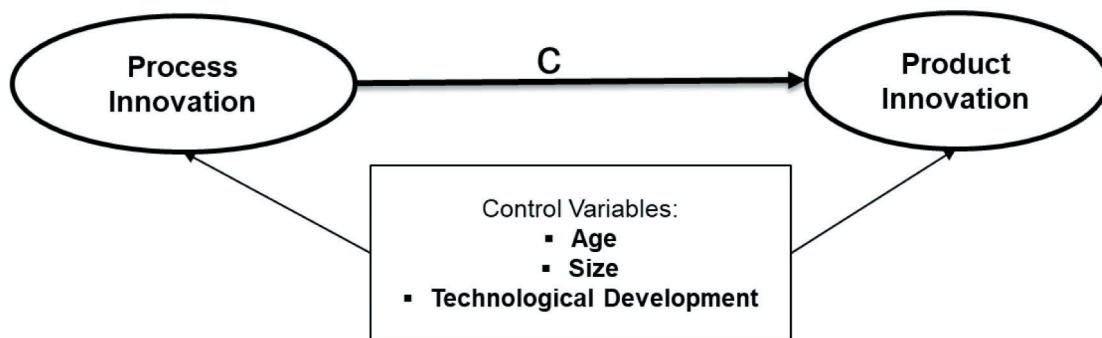 Process
Innovation
C
Product
Innovation
Control Variables:
▪ Age
▪ Size
▪ Technological Development